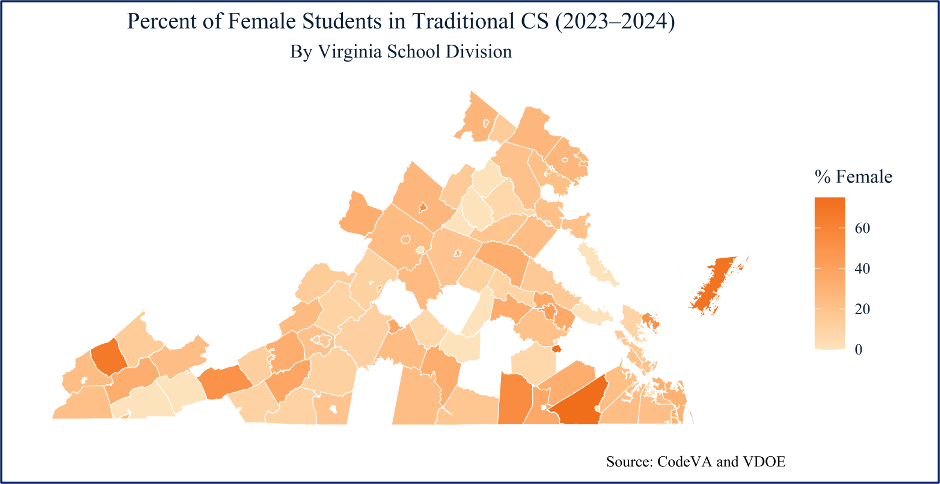 Percent of Female Students in Traditional CS (2023–2024)
By Virginia School Division
% Female
60
40
20
0
Source: CodeVA and VDOE